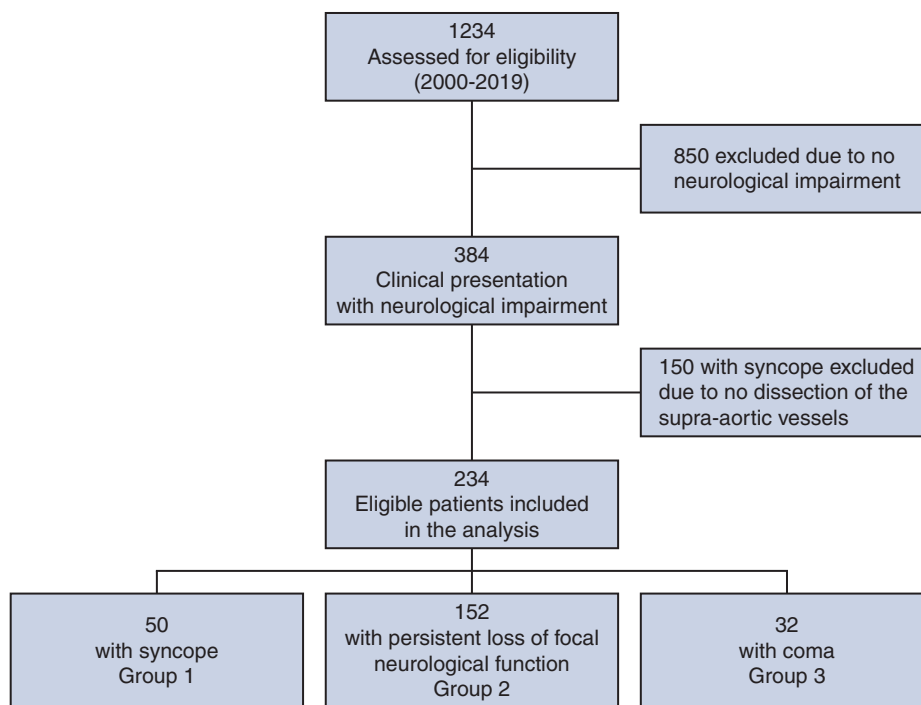 1234
Assessed for eligibility
(2000-2019)
850 excluded due to no
neurological impairment
384
Clinical presentation
with neurological impairment
150 with syncope excluded
due to no dissection of the
supra-aortic vessels
234
Eligible patients included
in the analysis
50
with syncope
Group 1
152
with persistent loss of focal
neurological function
Group 2
32
with coma
Group 3